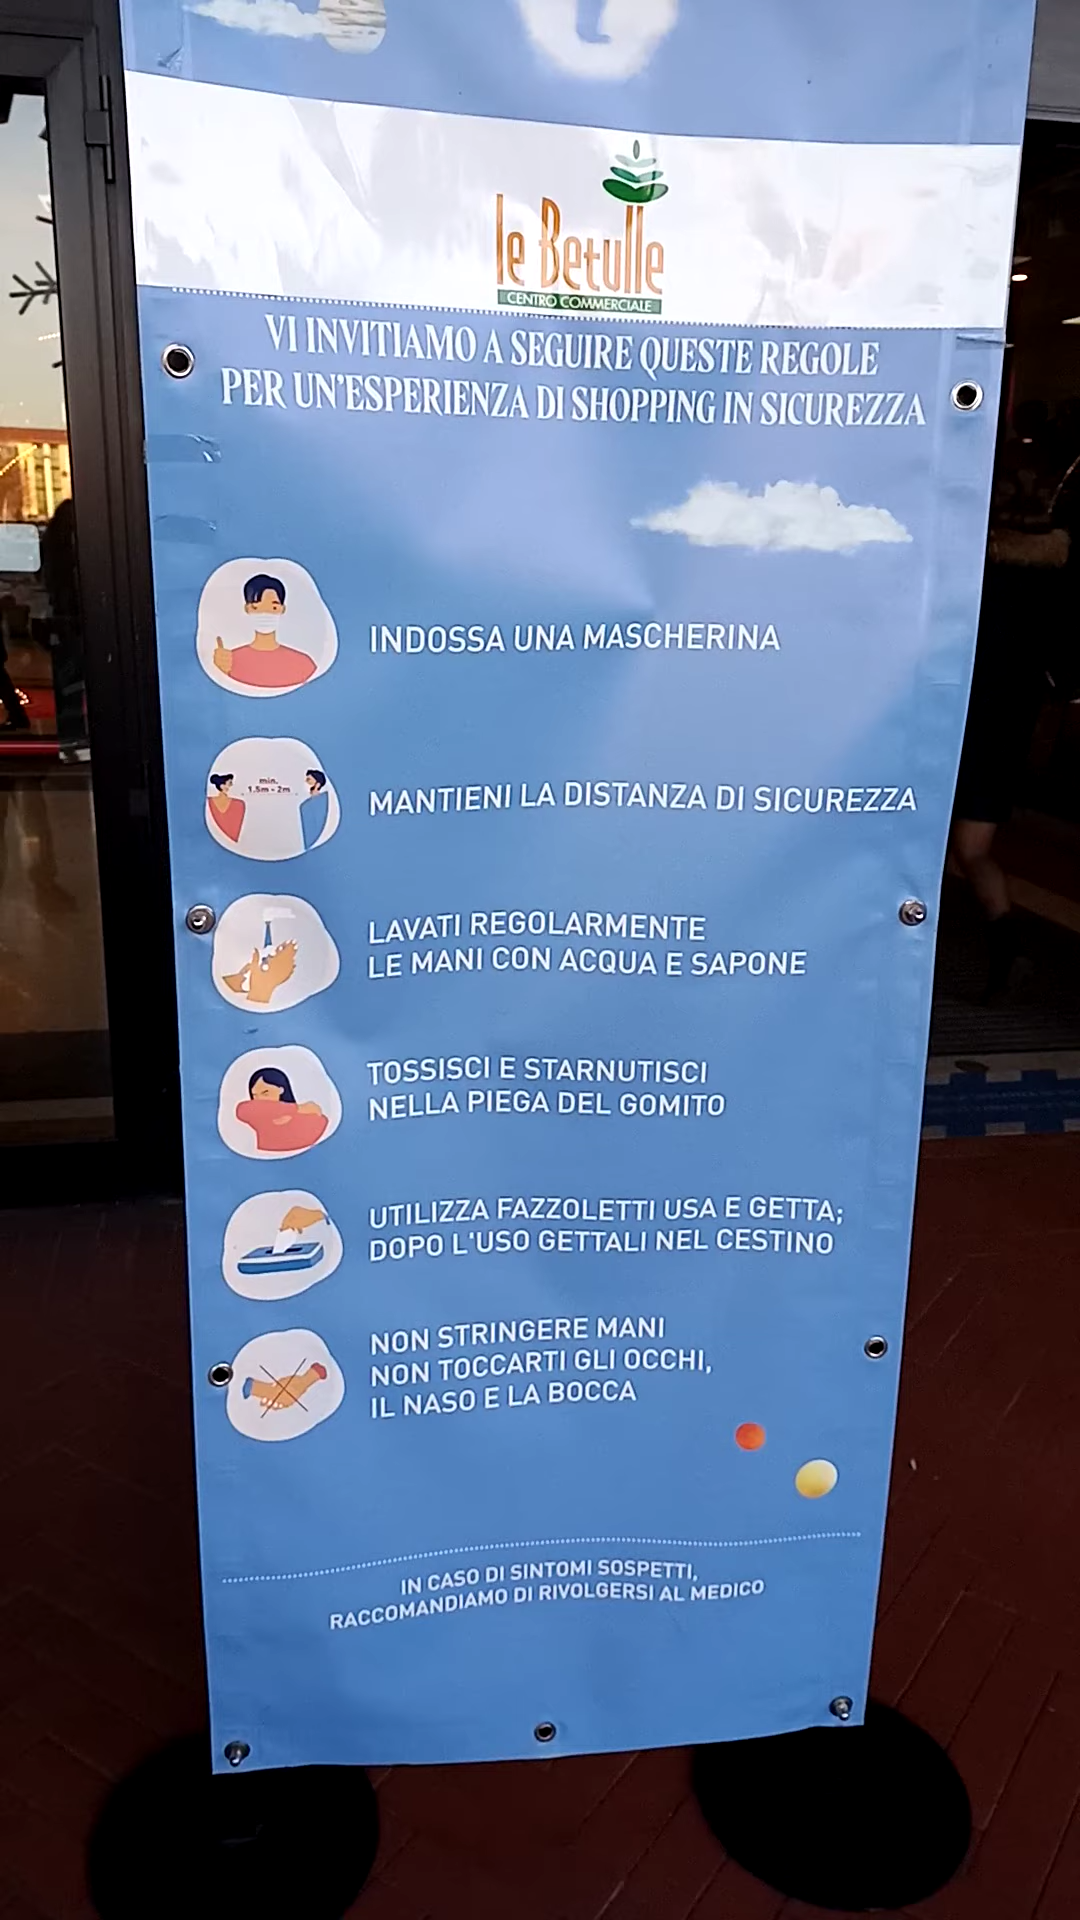 le Betulle
CENTRO COMMERCIALE
VI INVITIAMO A SEGUIRE QUESTE REGOLE
PER UN'ESPERIENZA DI SHOPPING IN SICUREZZA
INDOSSA UNA MASCHERINA
min.
1.5m - 2m
MANTIENI LA DISTANZA DI SICUREZZA
LAVATI REGOLARMENTE
LE MANI CON ACQUA E SAPONE
TOSSISCI E STARNUTISCI
NELLA PIEGA DEL GOMITO
UTILIZZA FAZZOLETTI USA E GETTA;
DOPO L'USO GETTALI NEL CESTINO
NON STRINGERE MANI
NON TOCCARTI GLI OCCHI,
IL NASO E LA BOCCA
IN CASO DI SINTOMI SOSPETTI,
RACCOMANDIAMO DI RIVOLGERSI AL MEDICO